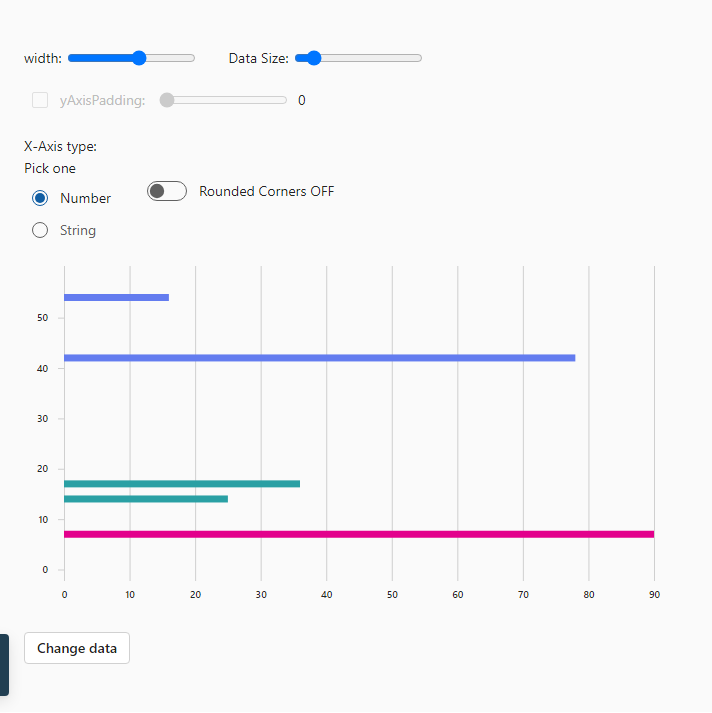 width: Data Size:
yAxisPadding: 0
X-Axis type:
Pick one
Number Rounded Corners OFF
String
50
40
30
20
10
0
0 10 20 30 40 50 60 70 80 90
Change data